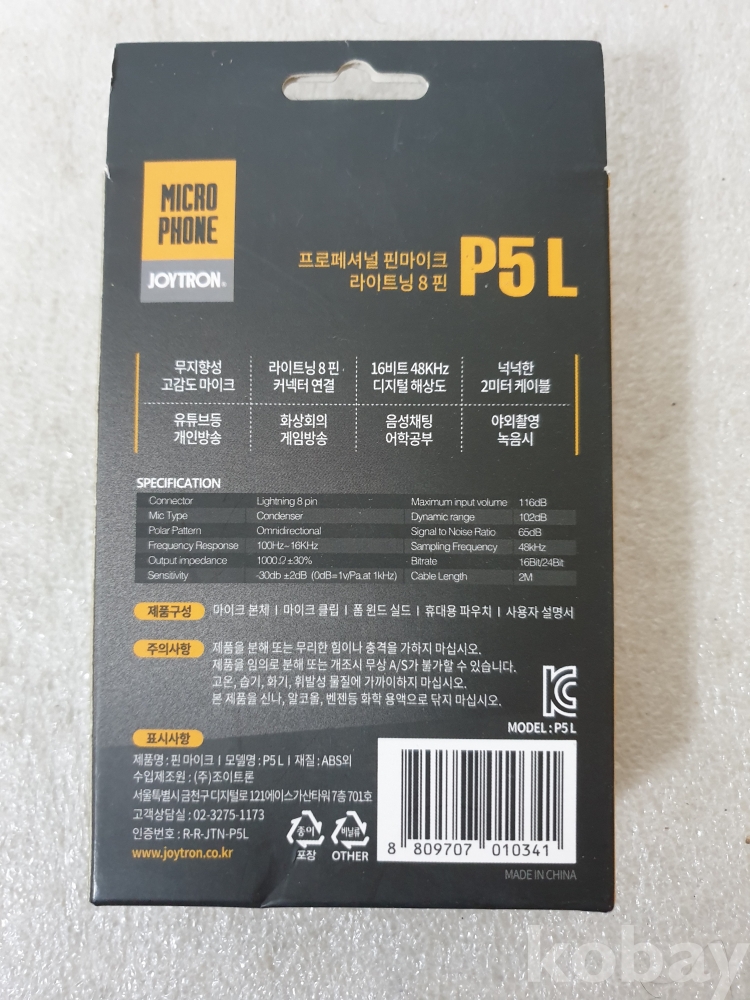 MICRO
PHONE
JOYTRON®
프로페셔널 핀마이크
라이트닝 8 핀
P5 L
무지향성
고감도 마이크
라이트닝 8 핀
커넥터 연결
16비트 48KHz
디지털 해상도
넉넉한
2미터 케이블
유튜브등
개인방송
화상회의
게임방송
음성채팅
어학공부
야외촬영
녹음시
SPECIFICATION
Connector Lightning 8 pin Maximum input volume 116dB
Mic Type Condenser Dynamic range 102dB
Polar Pattern Omnidirectional Signal to Noise Ratio 65dB
Frequency Response 100Hz~16KHz Sampling Frequency 48kHz
Output impedance 1000Ω±30% Bitrate 16Bit/24Bit
Sensitivity -30db ±2dB (0dB=1v/Pa.at 1kHz) Cable Length 2M
제품구성 마이크 본체 I 마이크 클립 I 폼 윈드 실드 I 휴대용 파우치 I 사용자 설명서
주의사항 제품을 분해 또는 무리한 힘이나 충격을 가하지 마십시오.
제품을 임의로 분해 또는 개조시 무상 A/S가 불가할 수 있습니다.
고온, 습기, 화기, 휘발성 물질에 가까이하지 마십시오.
본 제품을 신나, 알코올, 벤젠등 화학 용액으로 닦지 마십시오.
MODEL : P5 L
표시사항
제품명 : 핀 마이크 I 모델명 : P5 L I 재질 : ABS외
수입제조원 : (주)조이트론
서울특별시 금천구 디지털로 121에이스가산타워 7층 701호
고객상담실 : 02-3275-1173
인증번호 : R-R-JTN-P5L
www.joytron.co.kr
종이
포장
비닐류
OTHER
8 809707 010341
MADE IN CHINA
kobay